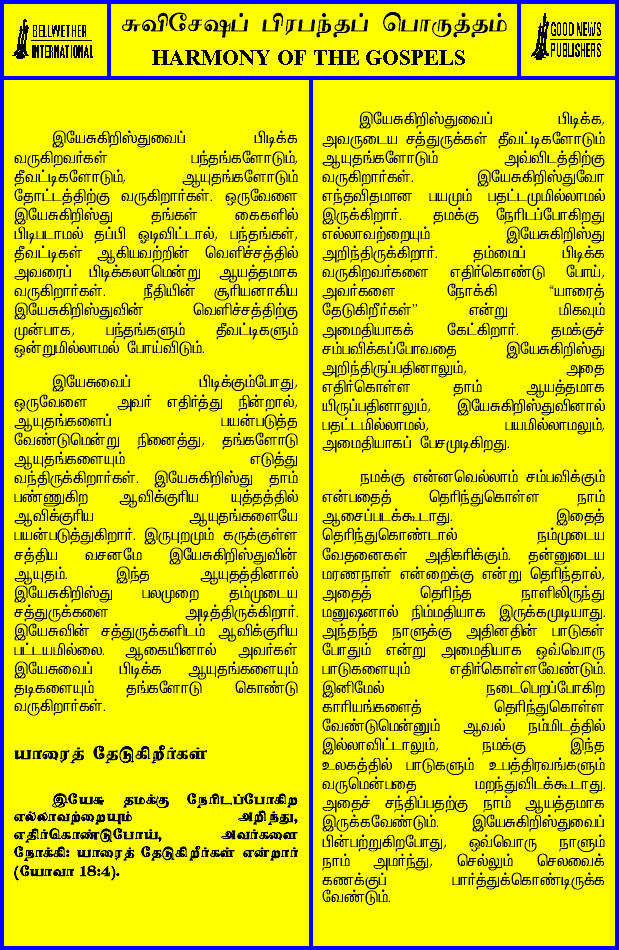 BELLWETHER
INTERNATIONAL
சுவிசேஷப் பிரபந்தப் பொருத்தம்
HARMONY OF THE GOSPELS
GOOD NEWS
PUBLISHERS
இயேசுகிறிஸ்துவைப் பிடிக்க
வருகிறவர்கள் பந்தங்களோடும்,
தீவட்டிகளோடும், ஆயுதங்களோடும்
தோட்டத்திற்கு வருகிறார்கள். ஒருவேளை
இயேசுகிறிஸ்து தங்கள் கைகளில்
பிடிபடாமல் தப்பி ஓடிவிட்டால், பந்தங்கள்,
தீவட்டிகள் ஆகியவற்றின் வெளிச்சத்தில்
அவரைப் பிடிக்கலாமென்று ஆயத்தமாக
வருகிறார்கள். நீதியின் சூரியனாகிய
இயேசுகிறிஸ்துவின் வெளிச்சத்திற்கு
முன்பாக, பந்தங்களும் தீவட்டிகளும்
ஒன்றுமில்லாமல் போய்விடும்.
இயேசுவைப் பிடிக்கும்போது,
ஒருவேளை அவர் எதிர்த்து நின்றால்,
ஆயுதங்களைப் பயன்படுத்த
வேண்டுமென்று நினைத்து, தங்களோடு
ஆயுதங்களையும் எடுத்து
வந்திருக்கிறார்கள். இயேசுகிறிஸ்து தாம்
பண்ணுகிற ஆவிக்குரிய யுத்தத்தில்
ஆவிக்குரிய ஆயுதங்களையே
பயன்படுத்துகிறார். இருபுறமும் கருக்குள்ள
சத்திய வசனமே இயேசுகிறிஸ்துவின்
ஆயுதம். இந்த ஆயுதத்தினால்
இயேசுகிறிஸ்து பலமுறை தம்முடைய
சத்துருக்களை அடித்திருக்கிறார்.
இயேசுவின் சத்துருக்களிடம் ஆவிக்குரிய
பட்டயமில்லை. ஆகையினால் அவர்கள்
இயேசுவைப் பிடிக்க ஆயுதங்களையும்
தடிகளையும் தங்களோடு கொண்டு
வருகிறார்கள்.
யாரைத் தேடுகிறீர்கள்
இயேசு தமக்கு நேரிடப்போகிற
எல்லாவற்றையும் அறிந்து,
எதிர்கொண்டுபோய், அவர்களை
நோக்கி: யாரைத் தேடுகிறீர்கள் என்றார்
(யோவா 18:4).
இயேசுகிறிஸ்துவைப் பிடிக்க,
அவருடைய சத்துருக்கள் தீவட்டிகளோடும்
ஆயுதங்களோடும் அவ்விடத்திற்கு
வருகிறார்கள். இயேசுகிறிஸ்துவோ
எந்தவிதமான பயமும் பதட்டமுமில்லாமல்
இருக்கிறார். தமக்கு நேரிடப்போகிறது
எல்லாவற்றையும் இயேசுகிறிஸ்து
அறிந்திருக்கிறார். தம்மைப் பிடிக்க
வருகிறவர்களை எதிர்கொண்டு போய்,
அவர்களை நோக்கி “யாரைத்
தேடுகிறீர்கள்” என்று மிகவும்
அமைதியாகக் கேட்கிறார். தமக்குச்
சம்பவிக்கப்போவதை இயேசுகிறிஸ்து
அறிந்திருப்பதினாலும், அதை
எதிர்கொள்ள தாம் ஆயத்தமாக
யிருப்பதினாலும், இயேசுகிறிஸ்துவினால்
பதட்டமில்லாமல், பயமில்லாமலும்,
அமைதியாகப் பேசமுடிகிறது.
நமக்கு என்னவெல்லாம் சம்பவிக்கும்
என்பதைத் தெரிந்துகொள்ள நாம்
ஆசைப்படக்கூடாது. இதைத்
தெரிந்துகொண்டால் நம்முடைய
வேதனைகள் அதிகரிக்கும். தன்னுடைய
மரணநாள் என்றைக்கு என்று தெரிந்தால்,
அதைத் தெரிந்த நாளிலிருந்து
மனுஷனால் நிம்மதியாக இருக்கமுடியாது.
அந்தந்த நாளுக்கு அதினதின் பாடுகள்
போதும் என்று அமைதியாக ஒவ்வொரு
பாடுகளையும் எதிர்கொள்ளவேண்டும்.
இனிமேல் நடைபெறப்போகிற
காரியங்களைத் தெரிந்துகொள்ள
வேண்டுமென்னும் ஆவல் நம்மிடத்தில்
இல்லாவிட்டாலும், நமக்கு இந்த
உலகத்தில் பாடுகளும் உபத்திரவங்களும்
வருமென்பதை மறந்துவிடக்கூடாது.
அதைச் சந்திப்பதற்கு நாம் ஆயத்தமாக
இருக்கவேண்டும். இயேசுகிறிஸ்துவைப்
பின்பற்றுகிறபோது, ஒவ்வொரு நாளும்
நாம் அமர்ந்து, செல்லும் செலவைக்
கணக்குப் பார்த்துக்கொண்டிருக்க
வேண்டும்.